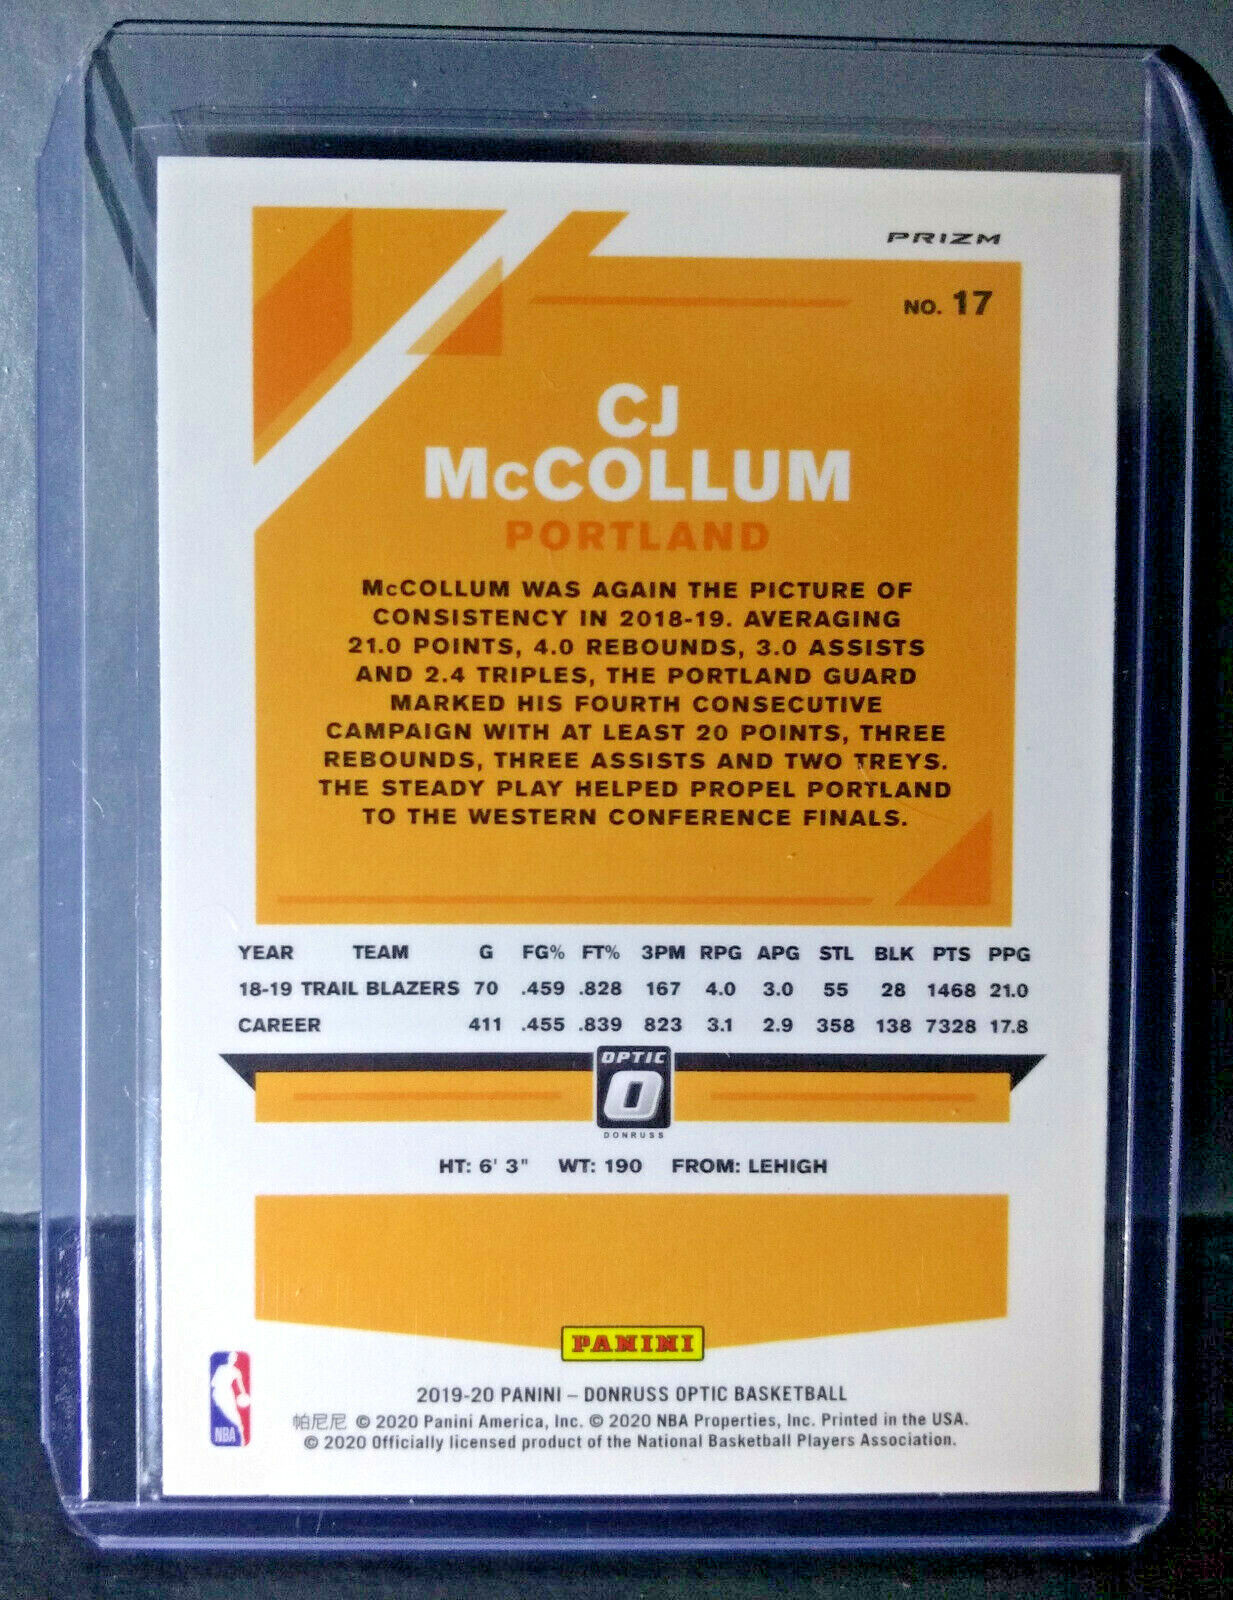 PRIZM
NO. 17
CJ
McCOLLUM
PORTLAND
McCOLLUM WAS AGAIN THE PICTURE OF
CONSISTENCY IN 2018-19. AVERAGING
21.0 POINTS, 4.0 REBOUNDS, 3.0 ASSISTS
AND 2.4 TRIPLES, THE PORTLAND GUARD
MARKED HIS FOURTH CONSECUTIVE
CAMPAIGN WITH AT LEAST 20 POINTS, THREE
REBOUNDS, THREE ASSISTS AND TWO TREYS.
THE STEADY PLAY HELPED PROPEL PORTLAND
TO THE WESTERN CONFERENCE FINALS.
YEAR TEAM G FG% FT% 3PM RPG APG STL BLK PTS PPG
18-19 TRAIL BLAZERS 70 .459 .828 167 4.0 3.0 55 28 1468 21.0
CAREER 411 .455 .839 823 3.1 2.9 358 138 7328 17.8
OPTIC
O
DONRUSS
HT: 6' 3" WT: 190 FROM: LEHIGH
PANINI
NBA
2019-20 PANINI – DONRUSS OPTIC BASKETBALL
帕尼尼 © 2020 Panini America, Inc. © 2020 NBA Properties, Inc. Printed in the USA.
© 2020 Officially licensed product of the National Basketball Players Association.